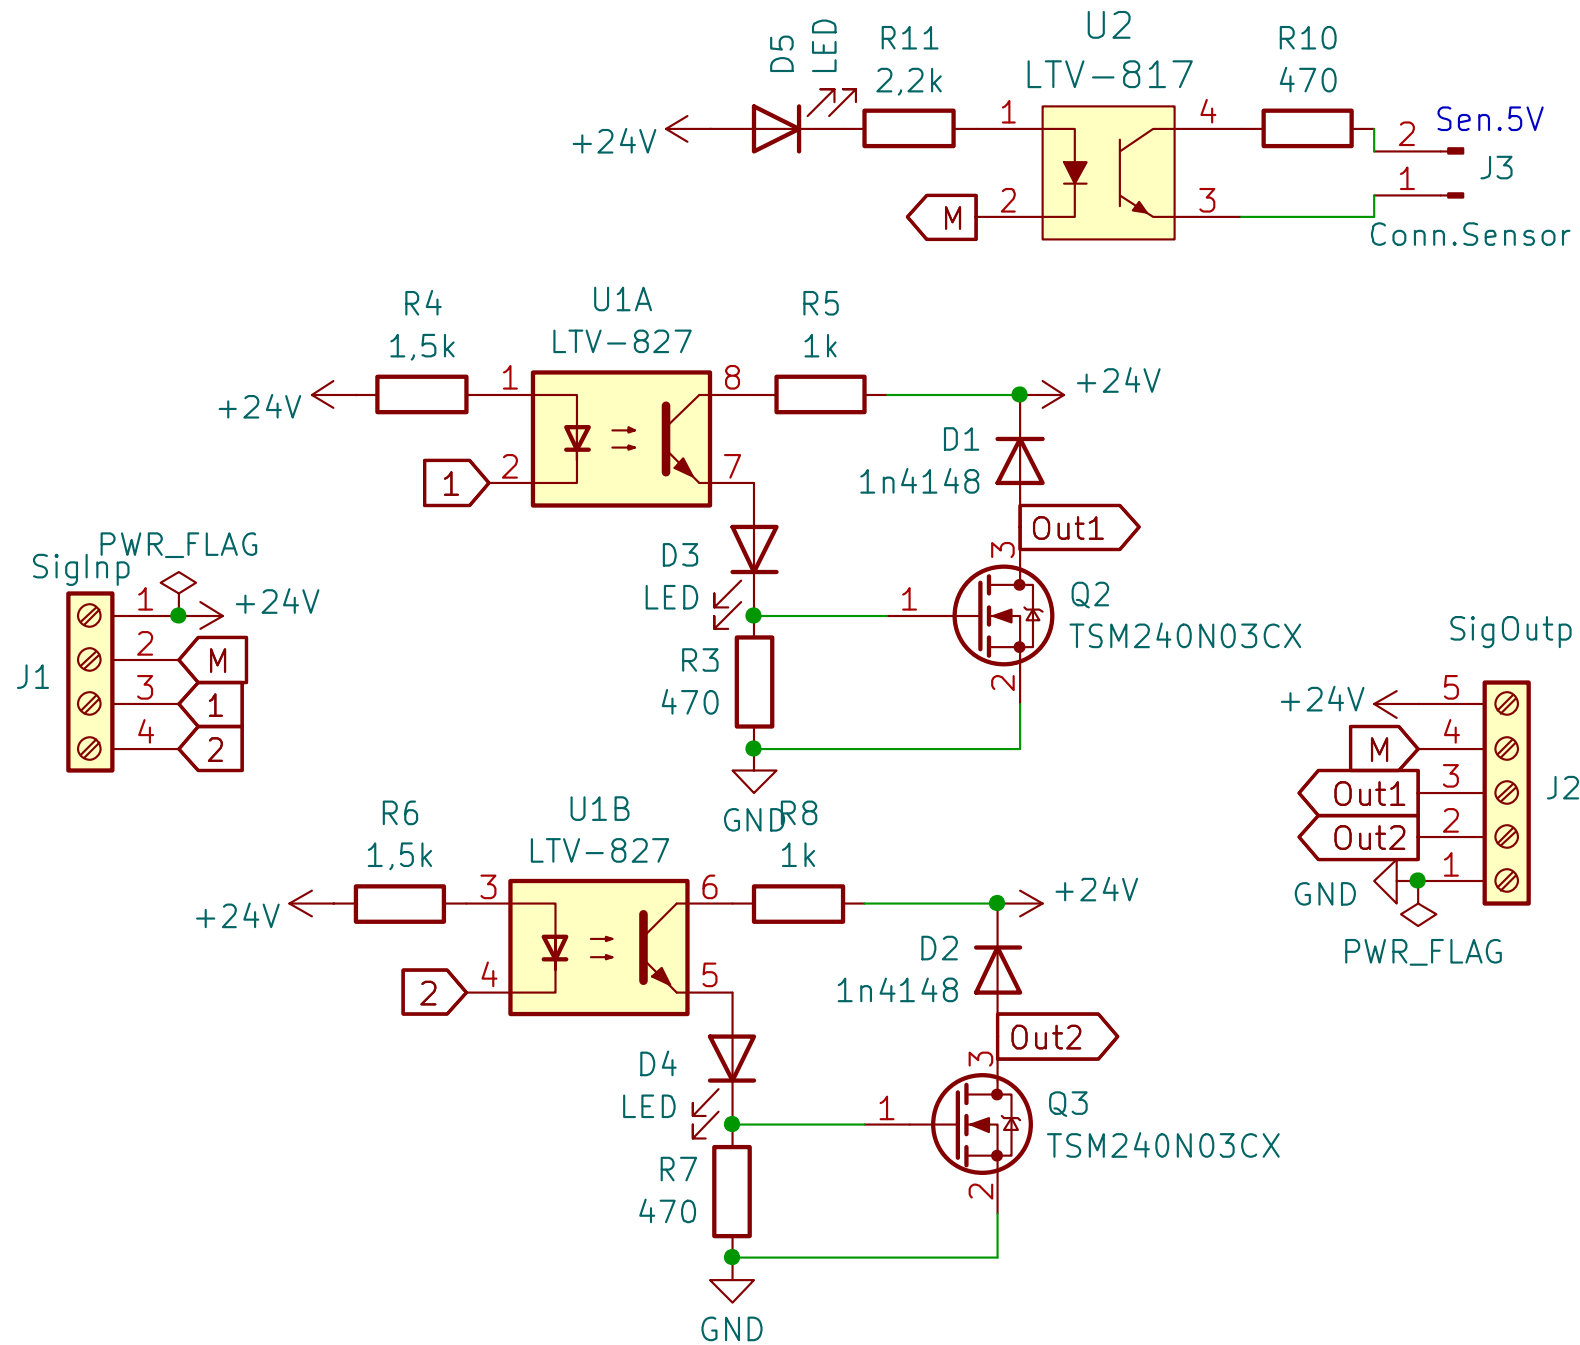 D5
LED
R11
2,2k
U2
LTV-817
R10
470
+24V
1
4
2
Sen.5V
M
2
3
1
J3
Conn.Sensor
R4
1,5k
U1A
LTV-827
R5
1k
+24V
1
8
+24V
1
2
7
D1
1n4148
Out1
3
D3
LED
1
Q2
TSM240N03CX
R3
470
2
GND
PWR_FLAG
SigInp
1
+24V
2
M
J1
3
1
4
2
SigOutp
+24V
5
M
4
Out1
3
J2
Out2
2
GND
1
PWR_FLAG
R6
1,5k
U1B
LTV-827
R8
1k
+24V
3
6
+24V
2
4
5
D2
1n4148
Out2
3
D4
LED
1
Q3
TSM240N03CX
R7
470
2
GND